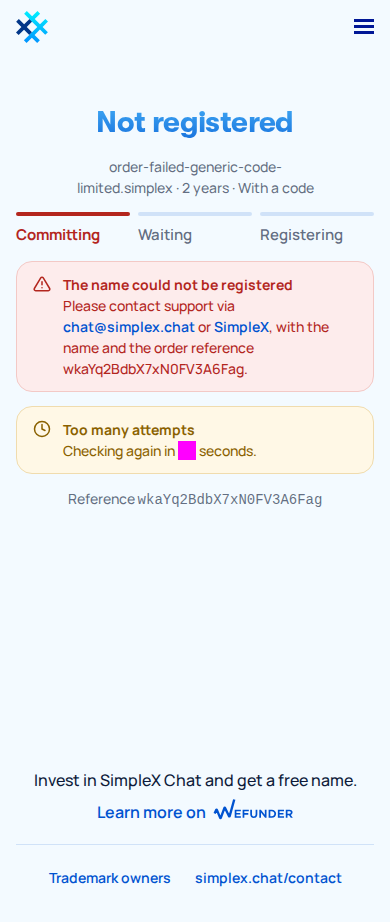 Not registered
order-failed-generic-code-
limited.simplex · 2 years · With a code
Committing
Waiting
Registering
The name could not be registered
Please contact support via
chat@simplex.chat or SimpleX, with the
name and the order reference
wkaYq2BdbX7xN0FV3A6Fag.
Too many attempts
Checking again in seconds.
Reference wkaYq2BdbX7xN0FV3A6Fag
Invest in SimpleX Chat and get a free name.
Learn more on WEFUNDER
Trademark owners
simplex.chat/contact